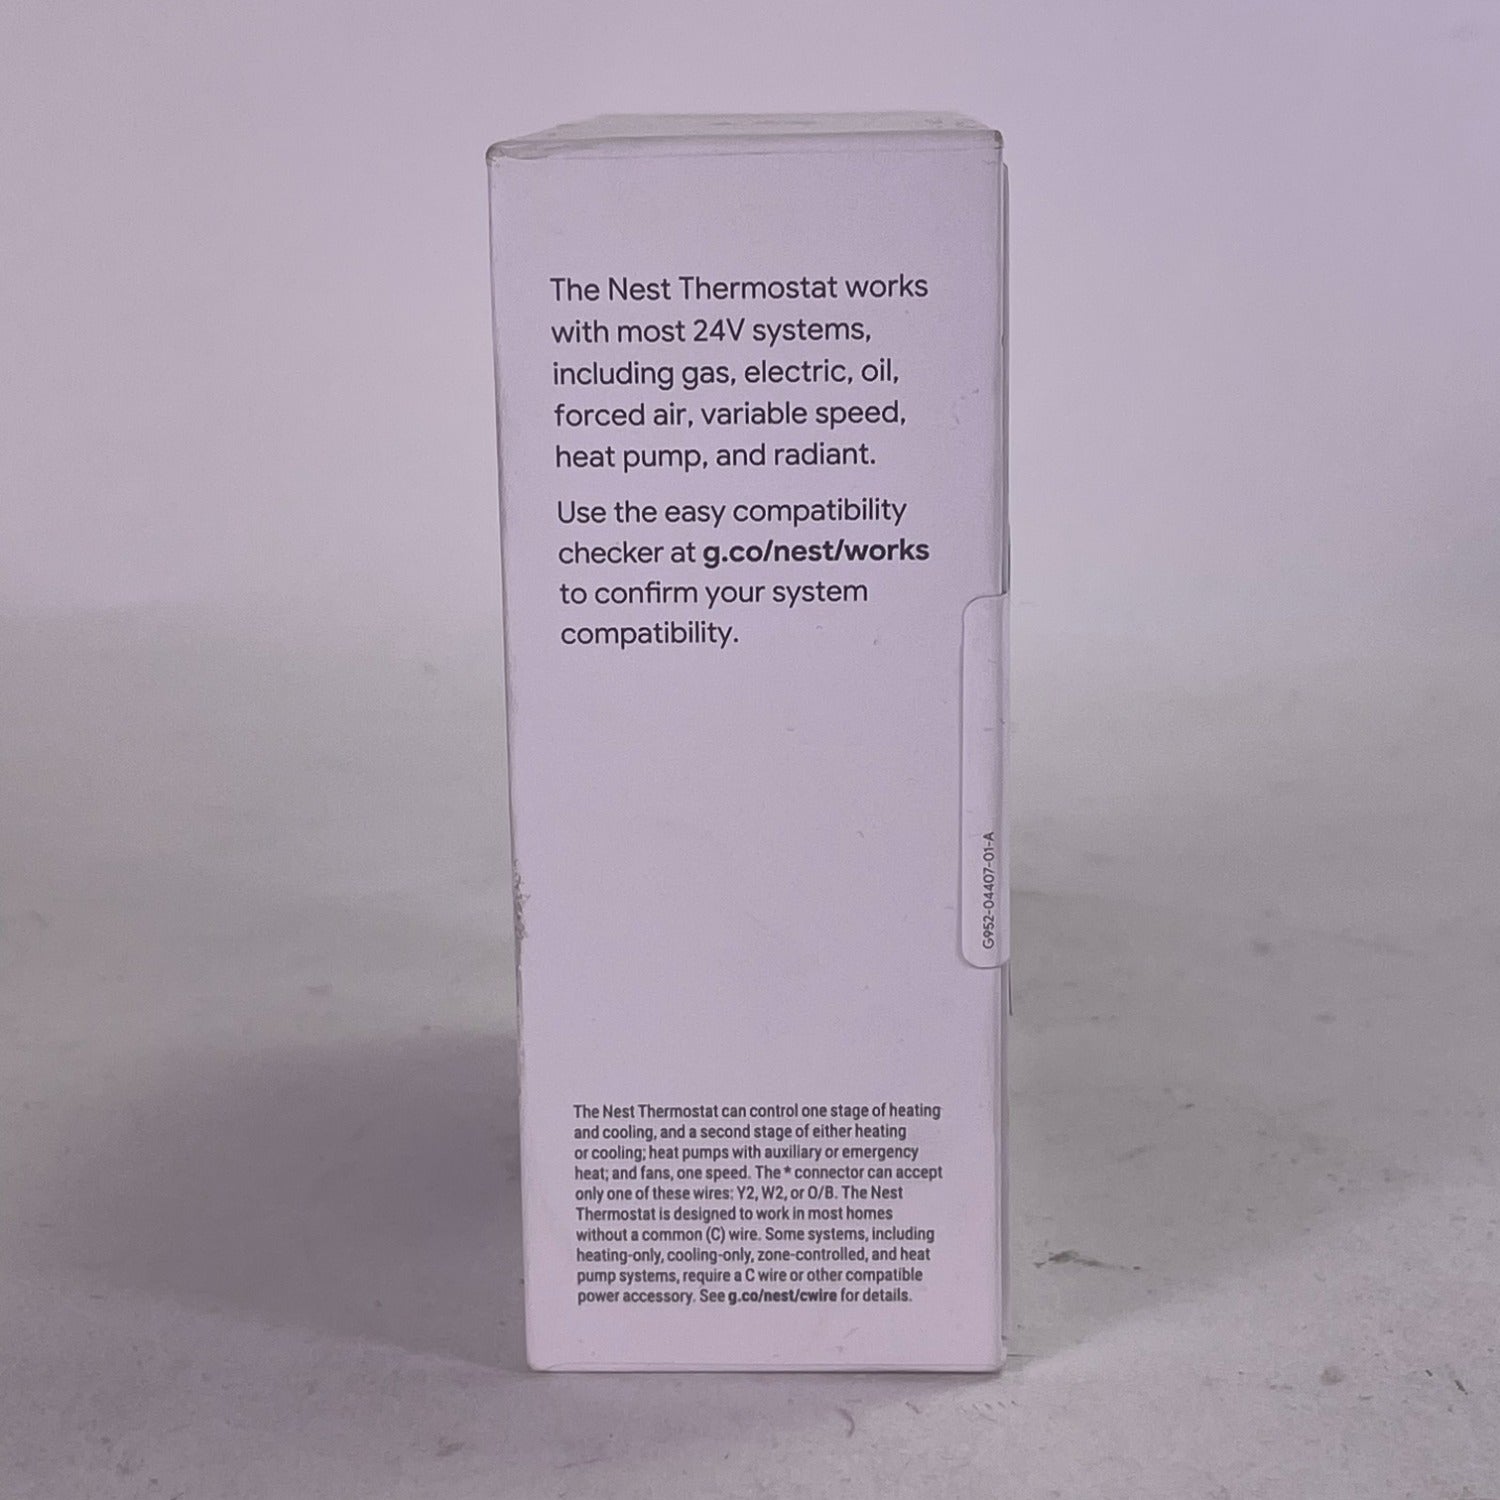 The Nest Thermostat works
with most 24V systems,
including gas, electric, oil,
forced air, variable speed,
heat pump, and radiant.
Use the easy compatibility
checker at g.co/nest/works
to confirm your system
compatibility.
G952-04407-01-A
The Nest Thermostat can control one stage of heating
and cooling, and a second stage of either heating
or cooling; heat pumps with auxiliary or emergency
heat; and fans, one speed. The * connector can accept
only one of these wires: Y2, W2, or O/B. The Nest
Thermostat is designed to work in most homes
without a common (C) wire. Some systems, including
heating-only, cooling-only, zone-controlled, and heat
pump systems, require a C wire or other compatible
power accessory. See g.co/nest/cwire for details.